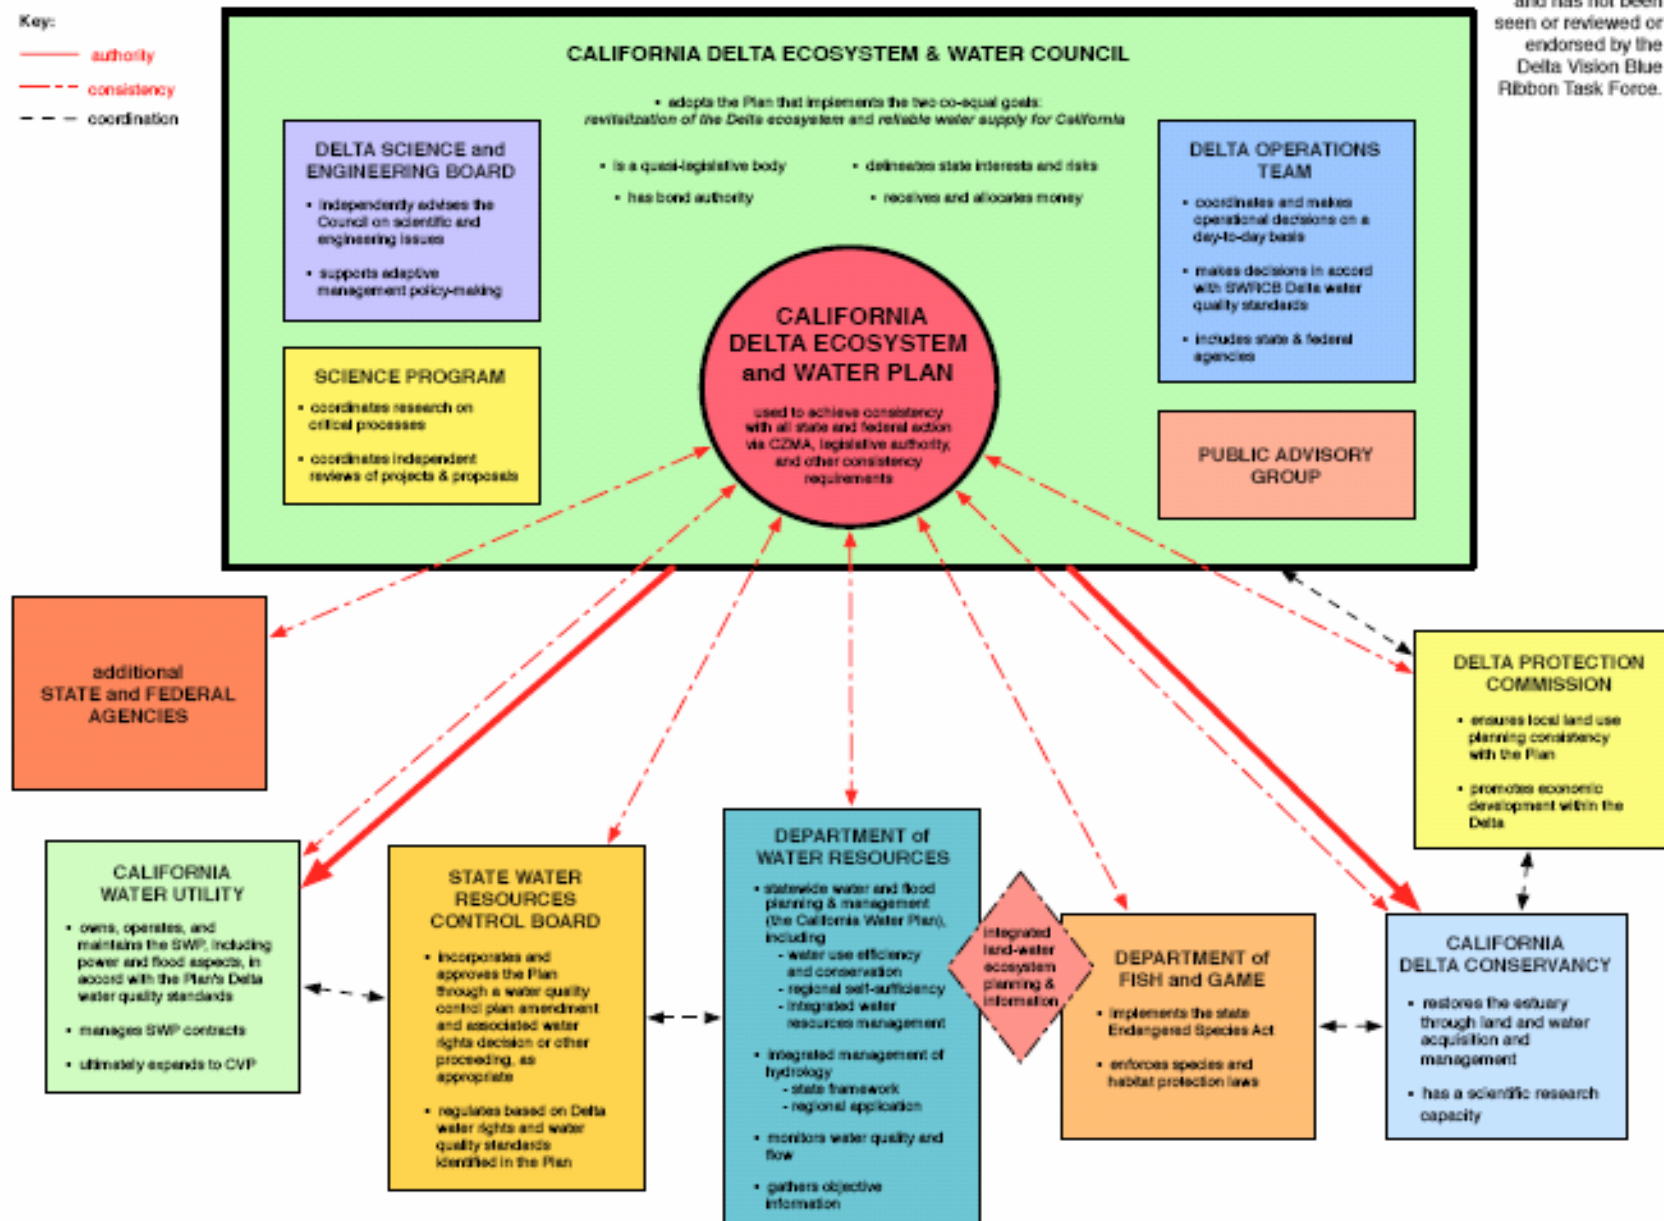 Key:
authority
consistency
coordination
and has not been
seen or reviewed or
endorsed by the
Delta Vision Blue
Ribbon Task Force.
CALIFORNIA DELTA ECOSYSTEM & WATER COUNCIL
• adopts the Plan that implements the two co-equal goals:
revitalization of the Delta ecosystem and reliable water supply for California
• is a quasi-legislative body
• delineates state interests and risks
• has bond authority
• receives and allocates money
DELTA SCIENCE and
ENGINEERING BOARD
• independently advises the
Council on scientific and
engineering issues
• supports adaptive
management policy-making
SCIENCE PROGRAM
• coordinates research on
critical processes
• coordinates independent
reviews of projects & proposals
CALIFORNIA
DELTA ECOSYSTEM
and WATER PLAN
used to achieve consistency
with all state and federal action
via CZMA, legislative authority,
and other consistency
requirements
DELTA OPERATIONS
TEAM
• coordinates and makes
operational decisions on a
day-to-day basis
• makes decisions in accord
with SWRCB Delta water
quality standards
• includes state & federal
agencies
PUBLIC ADVISORY
GROUP
additional
STATE and FEDERAL
AGENCIES
DELTA PROTECTION
COMMISSION
• ensures local land use
planning consistency
with the Plan
• promotes economic
development within the
Delta
CALIFORNIA
WATER UTILITY
• owns, operates, and
maintains the SWP, including
power and flood aspects, in
accord with the Plan's Delta
water quality standards
• manages SWP contracts
• ultimately expands to CVP
STATE WATER
RESOURCES
CONTROL BOARD
• incorporates and
approves the Plan
through a water quality
control plan amendment
and associated water
rights decision or other
proceeding, as
appropriate
• regulates based on Delta
water rights and water
quality standards
identified in the Plan
DEPARTMENT of
WATER RESOURCES
• statewide water and flood
planning & management
(the California Water Plan),
including
- water use efficiency
and conservation
- regional self-sufficiency
- integrated water
resources management
• integrated management of
hydrology
- state framework
- regional application
• monitors water quality and
flow
• gathers objective
information
integrated
land-water
ecosystem
planning &
information
DEPARTMENT of
FISH and GAME
• implements the state
Endangered Species Act
• enforces species and
habitat protection laws
CALIFORNIA
DELTA CONSERVANCY
• restores the estuary
through land and water
acquisition and
management
• has a scientific research
capacity